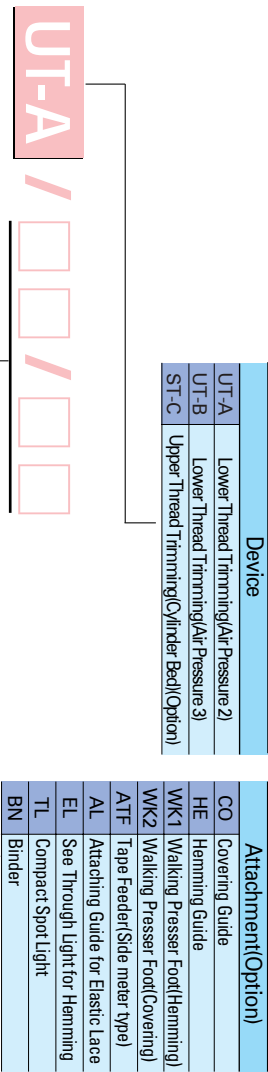 UT-A / □□ / □□
Device
UT-A Lower Thread Trimming(Air Pressure 2)
UT-B Lower Thread Trimming(Air Pressure 3)
ST-C Upper Thread Trimming(Cylinder Bed)(Option)
Attachment(Option)
CO Covering Guide
HE Hemming Guide
WK1 Walking Presser Foot(Hemming)
WK2 Walking Presser Foot(Covering)
ATF Tape Feeder(Side meter type)
AL Attaching Guide for Elastic Lace
EL See Through Light for Hemming
TL Compact Spot Light
BN Binder